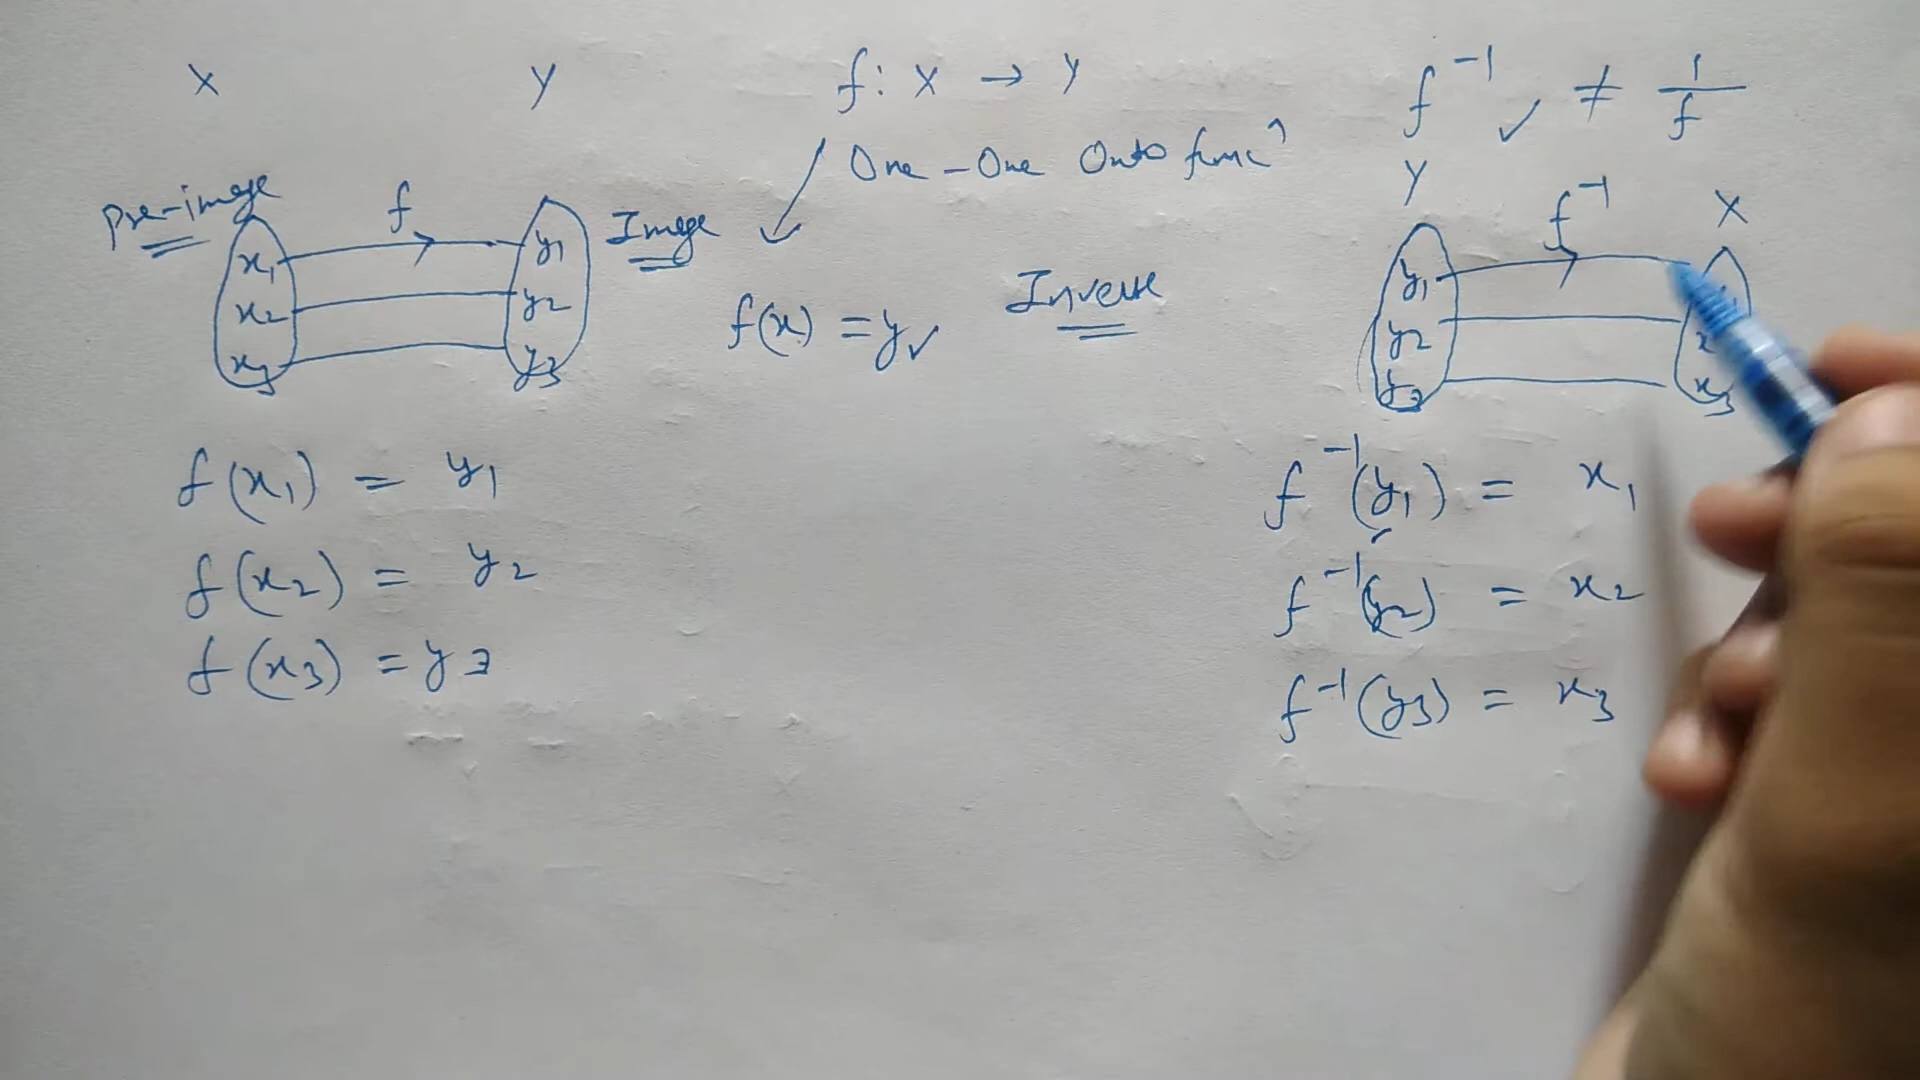 X Y
f: X → Y
f⁻¹ ✓ ≠ 1/f
One-One Onto funcⁿ
Pre-image f Image
x₁ y₁
x₂ y₂
x₃ y₃
f(x) = y ✓
Inverse
Y f⁻¹ X
y₁
y₂ x
y₃ x₃
f(x₁) = y₁
f(x₂) = y₂
f(x₃) = y₃
f⁻¹(y₁) = x₁
f⁻¹(y₂) = x₂
f⁻¹(y₃) = x₃